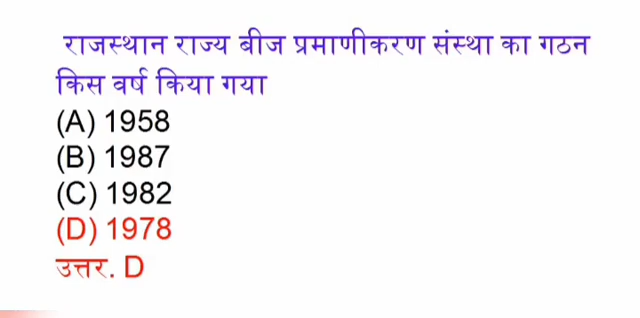 राजस्थान राज्य बीज प्रमाणीकरण संस्था का गठन
किस वर्ष किया गया
(A) 1958
(B) 1987
(C) 1982
(D) 1978
उत्तर. D